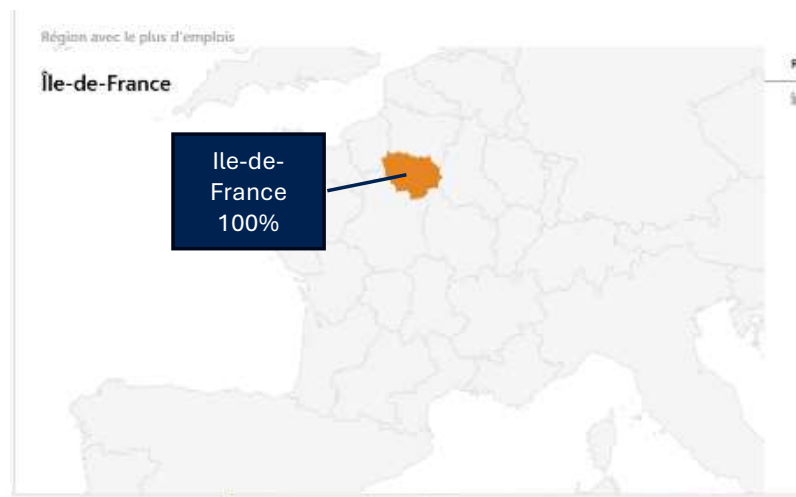 Région avec le plus d'emplois
Île-de-France
Ile-de-
France
100%